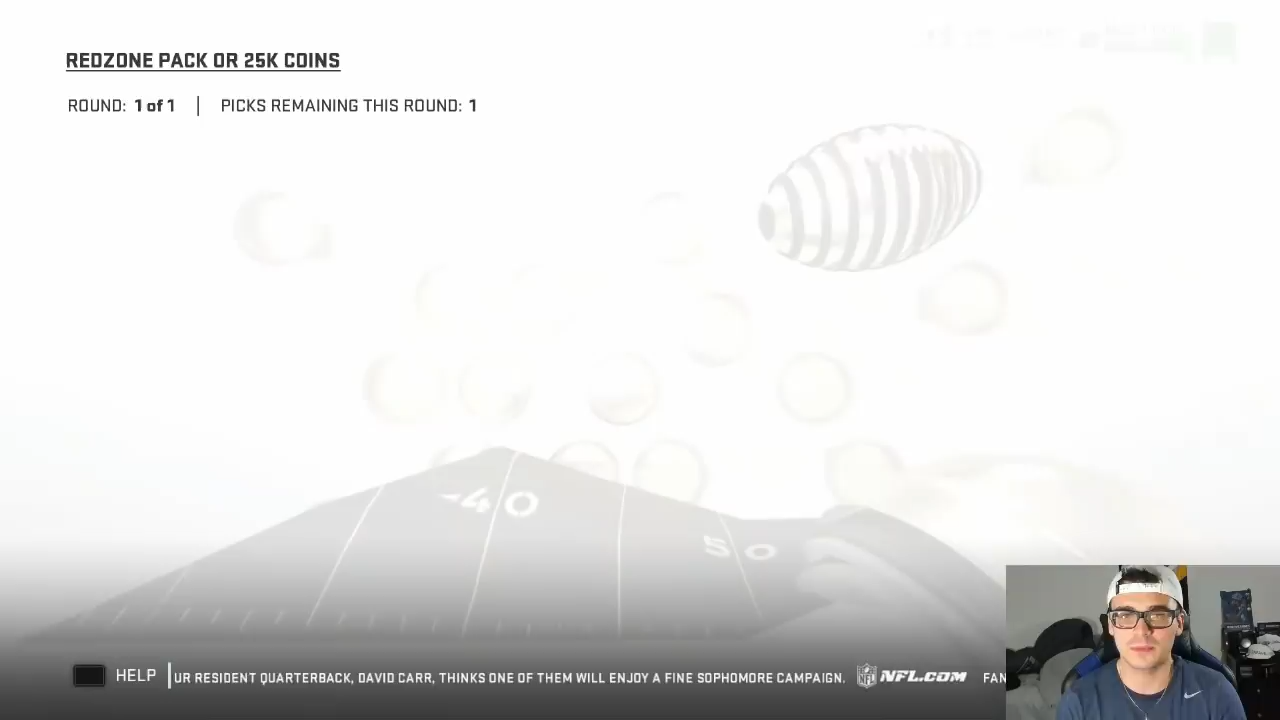 REDZONE PACK OR 25K COINS
ROUND: 1 of 1 | PICKS REMAINING THIS ROUND: 1
40
50
HELP
UR RESIDENT QUARTERBACK, DAVID CARR, THINKS ONE OF THEM WILL ENJOY A FINE SOPHOMORE CAMPAIGN. NFL.COM FAN